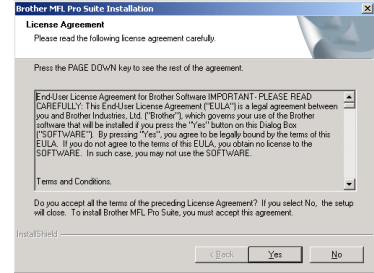 Brother MFL Pro Suite Installation
License Agreement
Please read the following license agreement carefully.
Press the PAGE DOWN key to see the rest of the agreement.
End-User License Agreement for Brother Software IMPORTANT- PLEASE READ
CAREFULLY: This End-User License Agreement ("EULA") is a legal agreement between
you and Brother Industries, Ltd. ("Brother"), which governs your use of the Brother
software that will be installed if you press the "Yes" button on this Dialog Box
("SOFTWARE"). By pressing "Yes", you agree to be legally bound by the terms of this
EULA. If you do not agree to the terms of this EULA, you obtain no license to the
SOFTWARE. In such case, you may not use the SOFTWARE.
Terms and Conditions.
Do you accept all the terms of the preceding License Agreement? If you select No, the setup
will close. To install Brother MFL Pro Suite, you must accept this agreement.
InstallShield
< Back Yes No